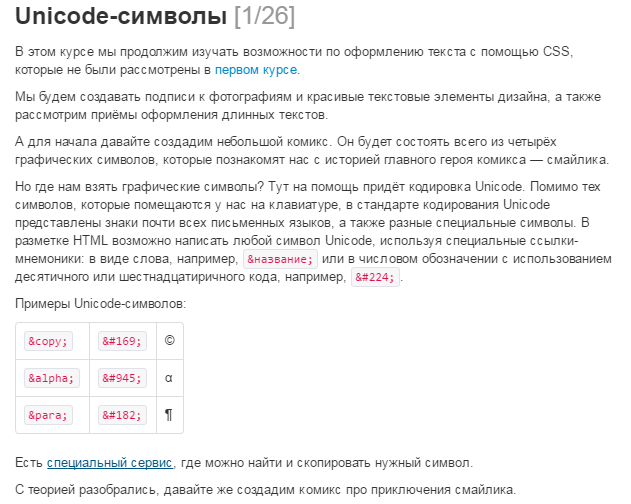 Unicode-символы [1/26]
В этом курсе мы продолжим изучать возможности по оформлению текста с помощью CSS,
которые не были рассмотрены в первом курсе.
Мы будем создавать подписи к фотографиям и красивые текстовые элементы дизайна, а также
рассмотрим приёмы оформления длинных текстов.
А для начала давайте создадим небольшой комикс. Он будет состоять всего из четырёх
графических символов, которые познакомят нас с историей главного героя комикса — смайлика.
Но где нам взять графические символы? Тут на помощь придёт кодировка Unicode. Помимо тех
символов, которые помещаются у нас на клавиатуре, в стандарте кодирования Unicode
представлены знаки почти всех письменных языков, а также разные специальные символы. В
разметке HTML возможно написать любой символ Unicode, используя специальные ссылки-
мнемоники: в виде слова, например, &название; или в числовом обозначении с использованием
десятичного или шестнадцатиричного кода, например, &#224; .
Примеры Unicode-символов:
&copy; &#169; ©
&alpha; &#945; α
&para; &#182; ¶
Есть специальный сервис, где можно найти и скопировать нужный символ.
С теорией разобрались, давайте же создадим комикс про приключения смайлика.